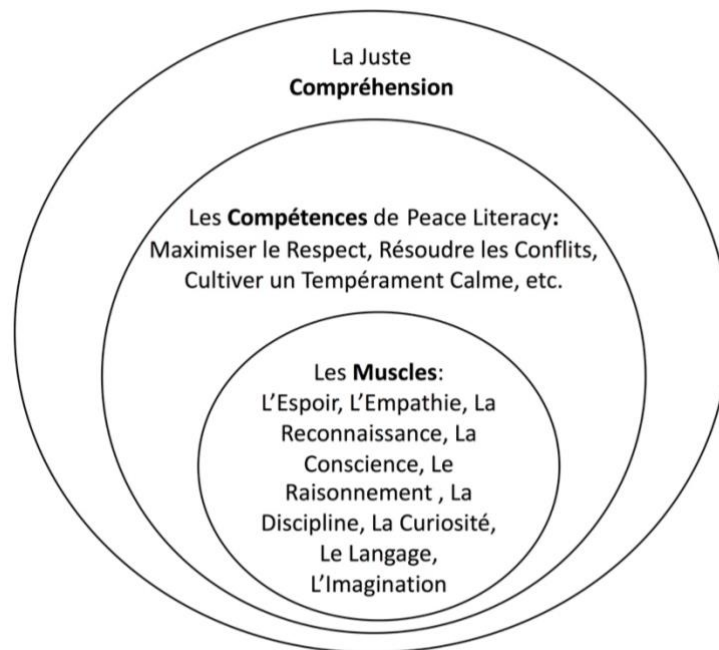 La Juste
Compréhension
Les Compétences de Peace Literacy:
Maximiser le Respect, Résoudre les Conflits,
Cultiver un Tempérament Calme, etc.
Les Muscles:
L'Espoir, L'Empathie, La
Reconnaissance, La
Conscience, Le
Raisonnement , La
Discipline, La Curiosité,
Le Langage,
L'Imagination